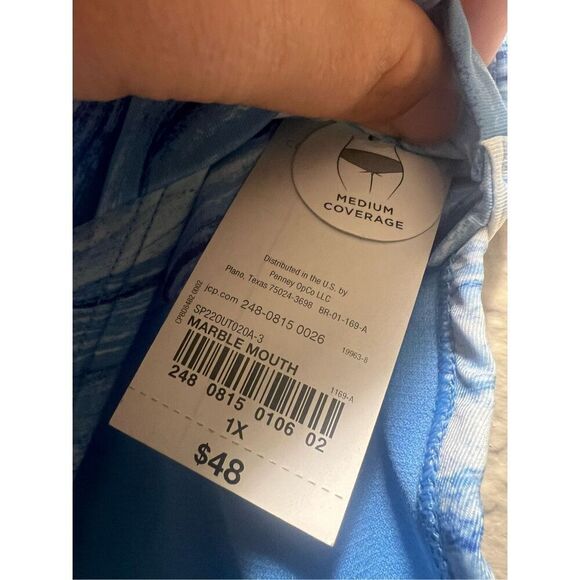 MEDIUM
COVERAGE
Distributed in the U.S. by
Penney OpCo LLC
Plano, Texas 75024-3698 BR-01-169-A
jcp.com 248-0815 0026
19963-8
SP220UT020A-3
MARBLE MOUTH
1169-A
248 0815 0106 02
1X
$48